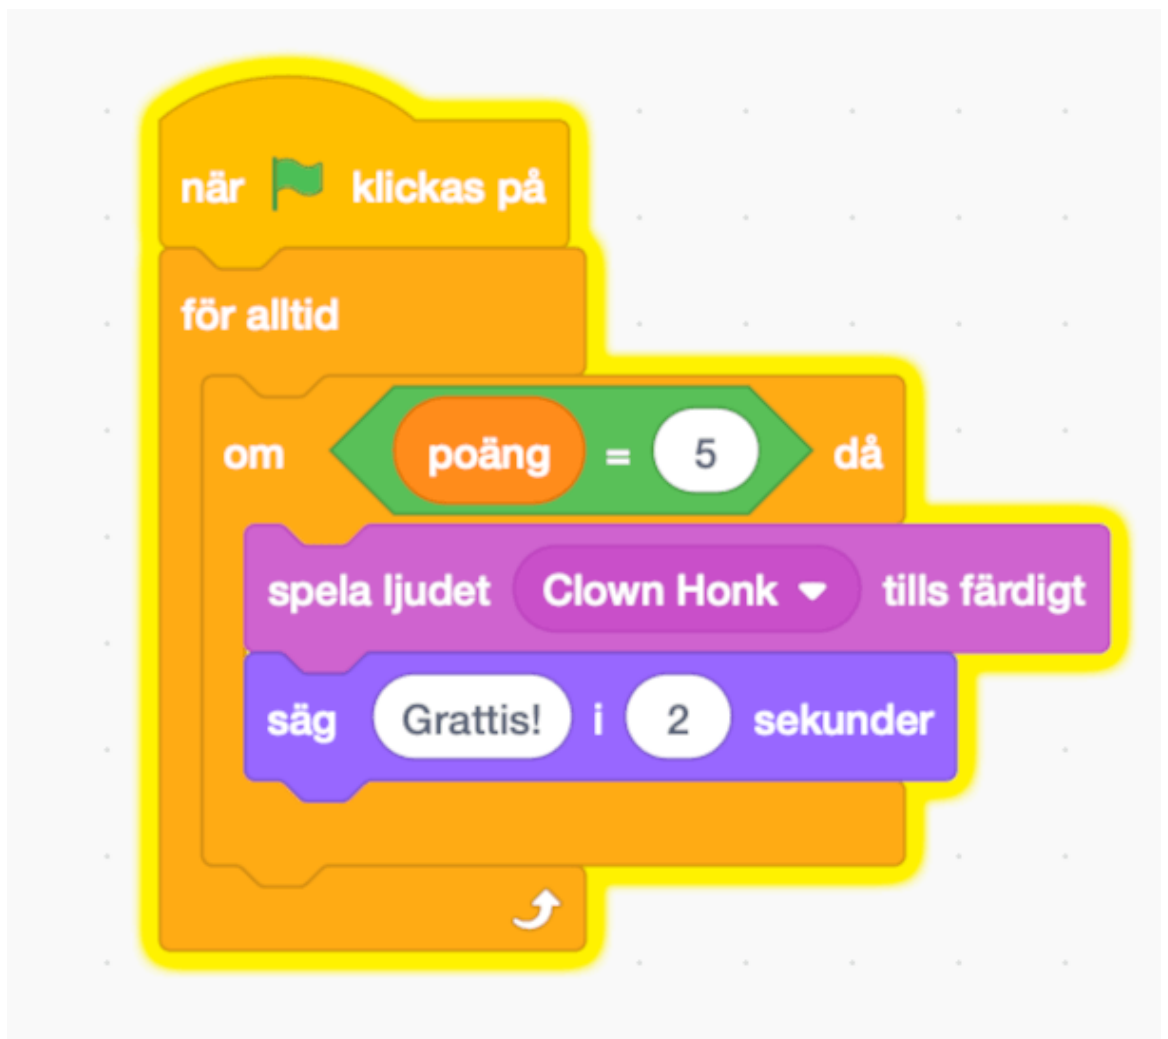 när klickas på
för alltid
om poäng = 5 då
spela ljudet Clown Honk tills färdigt
säg Grattis! i 2 sekunder